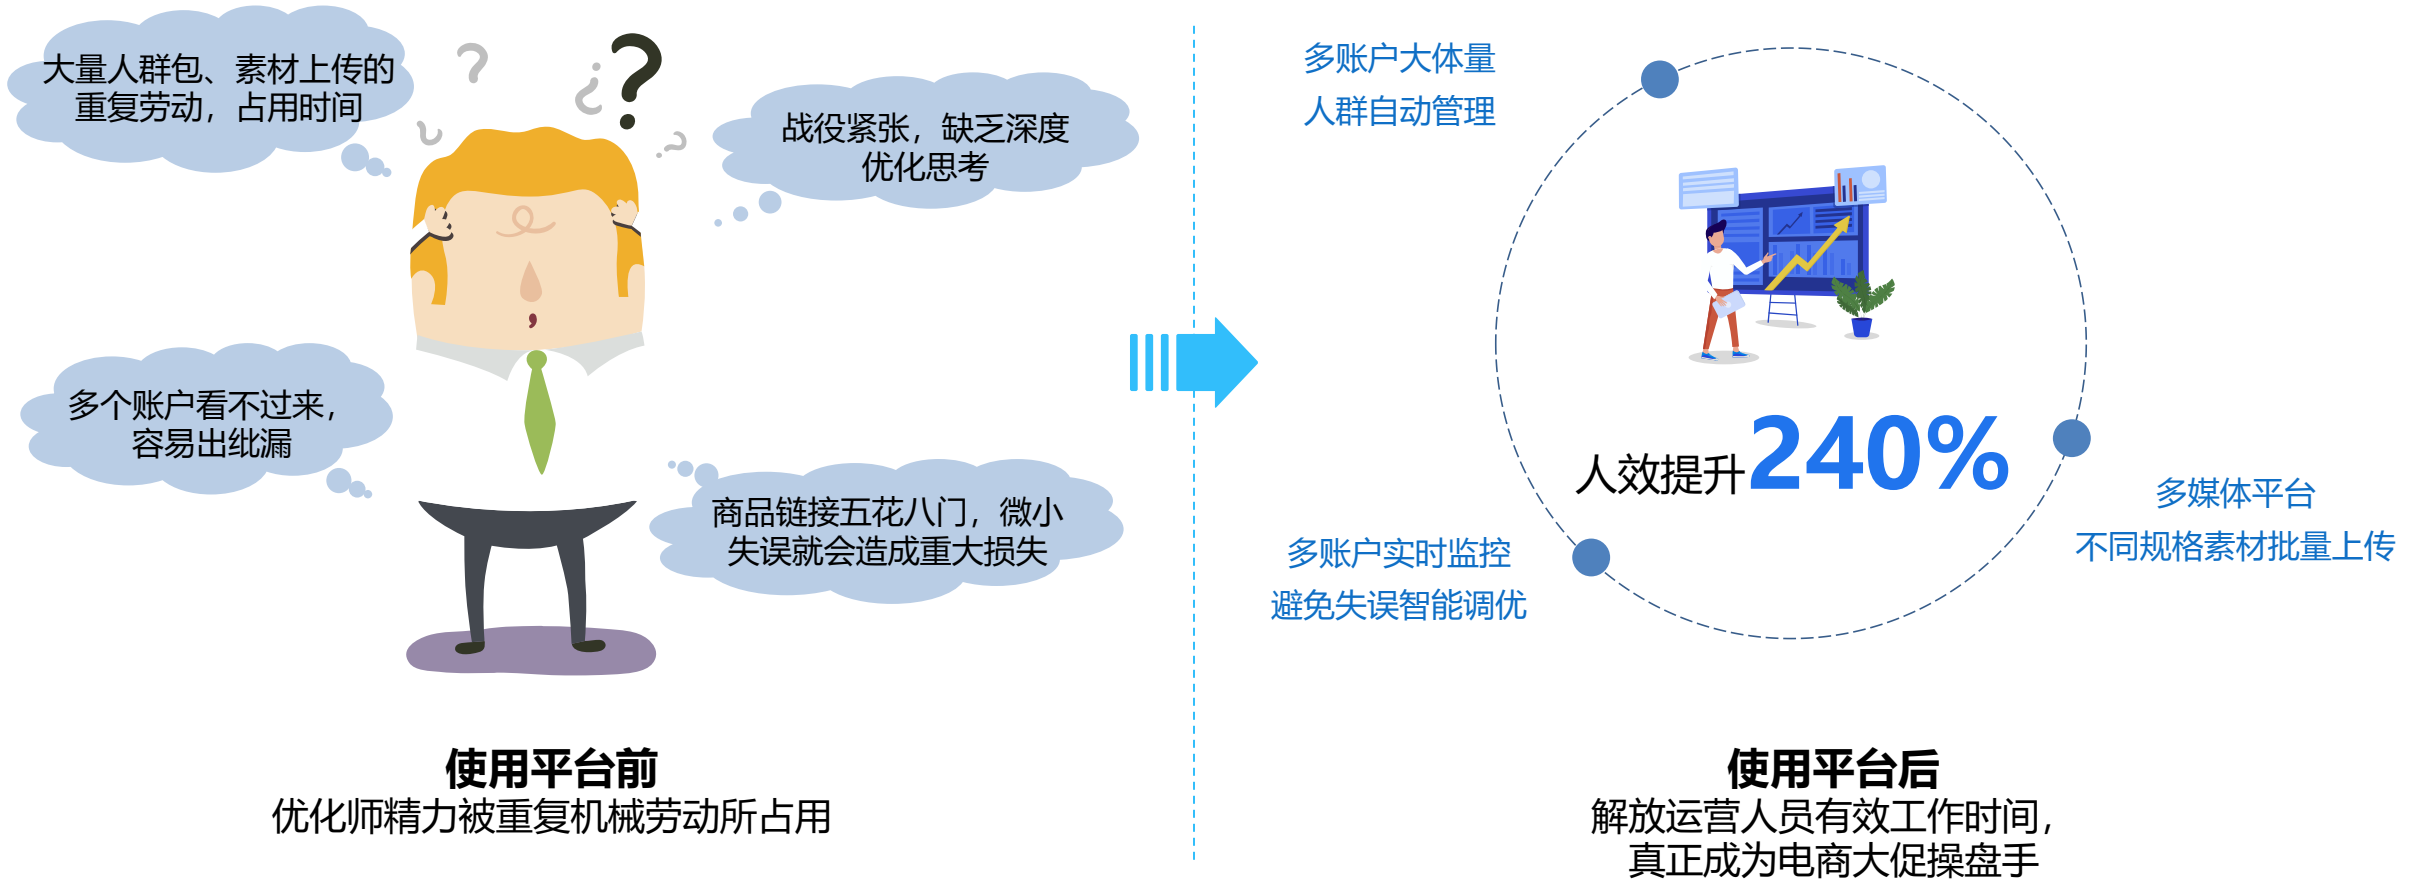 大量人群包、素材上传的
重复劳动，占用时间
战役紧张，缺乏深度
优化思考
多个账户看不过来，
容易出纰漏
商品链接五花八门，微小
失误就会造成重大损失
使用平台前
优化师精力被重复机械劳动所占用
多账户大体量
人群自动管理
人效提升240%
多媒体平台
不同规格素材批量上传
多账户实时监控
避免失误智能调优
使用平台后
解放运营人员有效工作时间，
真正成为电商大促操盘手